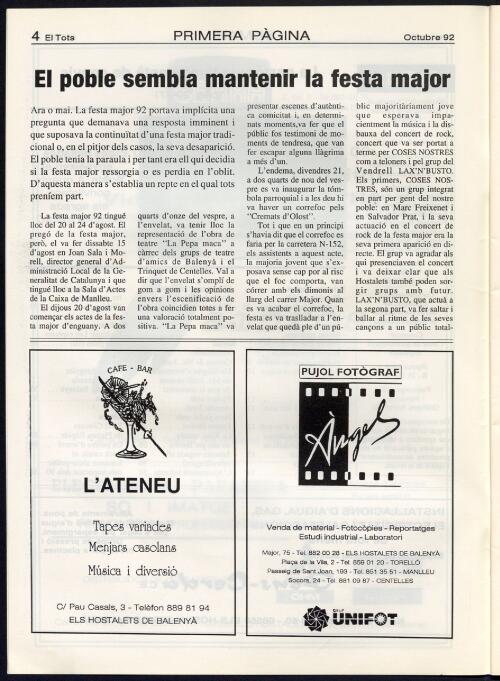 4 El Tots
PRIMERA PÀGINA
Octubre 92
El poble sembla mantenir la festa major
Ara o mai. La festa major 92 portava implícita una
pregunta que demanava una resposta imminent i
que suposava la continuïtat d'una festa major tradi-
cional o, en el pitjor dels casos, la seva desaparició.
El poble tenia la paraula i per tant era ell qui decidia
si la festa major ressorgia o es perdia en l'oblit.
D'aquesta manera s'establia un repte en el qual tots
preníem part.
La festa major 92 tingué
lloc del 20 al 24 d'agost. El
pregó de la festa major,
però, el va fer dissabte 15
d'agost en Joan Sala i Mo-
rell, director general d'Ad-
ministració Local de la Ge-
neralitat de Catalunya i que
tingué lloc a la Sala d'Actes
de la Caixa de Manlleu.
El dijous 20 d'agost van
començar els actes de la fes-
ta major d'enguany. A dos
quarts d'onze del vespre, a
l'envelat, va tenir lloc la
representació de l'obra de
teatre "La Pepa maca" a
càrrec dels grups de teatre
d'amics de Balenyà i el
Trinquet de Centelles. Val a
dir que l'envelat s'omplí de
gom a gom i les opinions
envers l'escenificació de
l'obra coincidien totes a fer
una valoració totalment po-
sitiva. "La Pepa maca" va
presentar escenes d'autènti-
ca comicitat i, en determi-
nats moments,va fer que el
públic fos testimoni de mo-
ments de tendresa, que van
fer escapar alguna llàgrima
a més d'un.
L'endemà, divendres 21,
a dos quarts de nou del ves-
pre es va inaugurar la tóm-
bola parroquial i a les deu hi
va haver un correfoc pels
"Cremats d'Olost".
Tot i que en un principi
s'havia dit que el correfoc es
faria per la carretera N-152,
els assistents a aquest acte,
la majoria jovent que s'ex-
posava sense cap por al risc
que el foc comporta, van
córrer amb els dimonis al
llarg del carrer Major. Quan
es va acabar el correfoc, la
festa es va traslladar a l'en-
velat que quedà ple d'un pú-
blic majoritàriament jove
que esperava impa-
cientment la música i la dis-
bauxa del concert de rock,
concert que va ser portat a
terme per COSES NOSTRES
com a teloners i pel grup del
Vendrell LAX'N'BUSTO.
Els primers, COSES NOS-
TRES, són un grup integrat
en part per gent del nostre
poble: en Marc Freixenet i
en Salvador Prat, i la seva
actuació en el concert de
rock de la festa major era la
seva primera aparició en di-
recte. El grup va agradar als
qui presenciaven el concert
i va deixar clar que als
Hostalets també poden sor-
gir grups amb futur.
LAX'N'BUSTO, que actuà a
la segona part, va fer saltar i
ballar al ritme de les seves
cançons a un públic total-
CAFE - BAR
L'ATENEU
Tapes variades
Menjars casolans
Música i diversió
C/ Pau Casals, 3 - Telèfon 889 81 94
ELS HOSTALETS DE BALENYÀ
PUJOL FOTÒGRAF
Àngel
Venda de material - Fotocòpies - Reportatges
Estudi industrial - Laboratori
Major, 75 - Tel. 882 00 28 - ELS HOSTALETS DE BALENYÀ
Plaça de la Vila, 2 - Tel. 859 01 20 - TORELLÓ
Passeig de Sant Joan, 193 - Tel. 851 35 51 - MANLLEU
Socors, 24 - Tel. 881 09 87 - CENTELLES
GRUP
UNIFOT